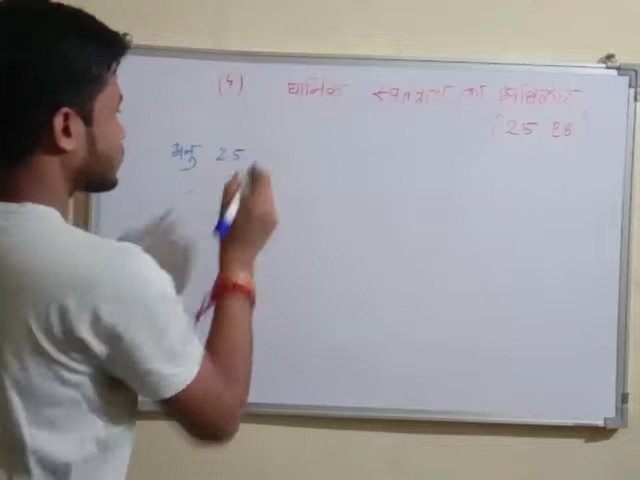 (4) धार्मिक स्वतंत्रता का अधिकार
(25 28)
अनु 25